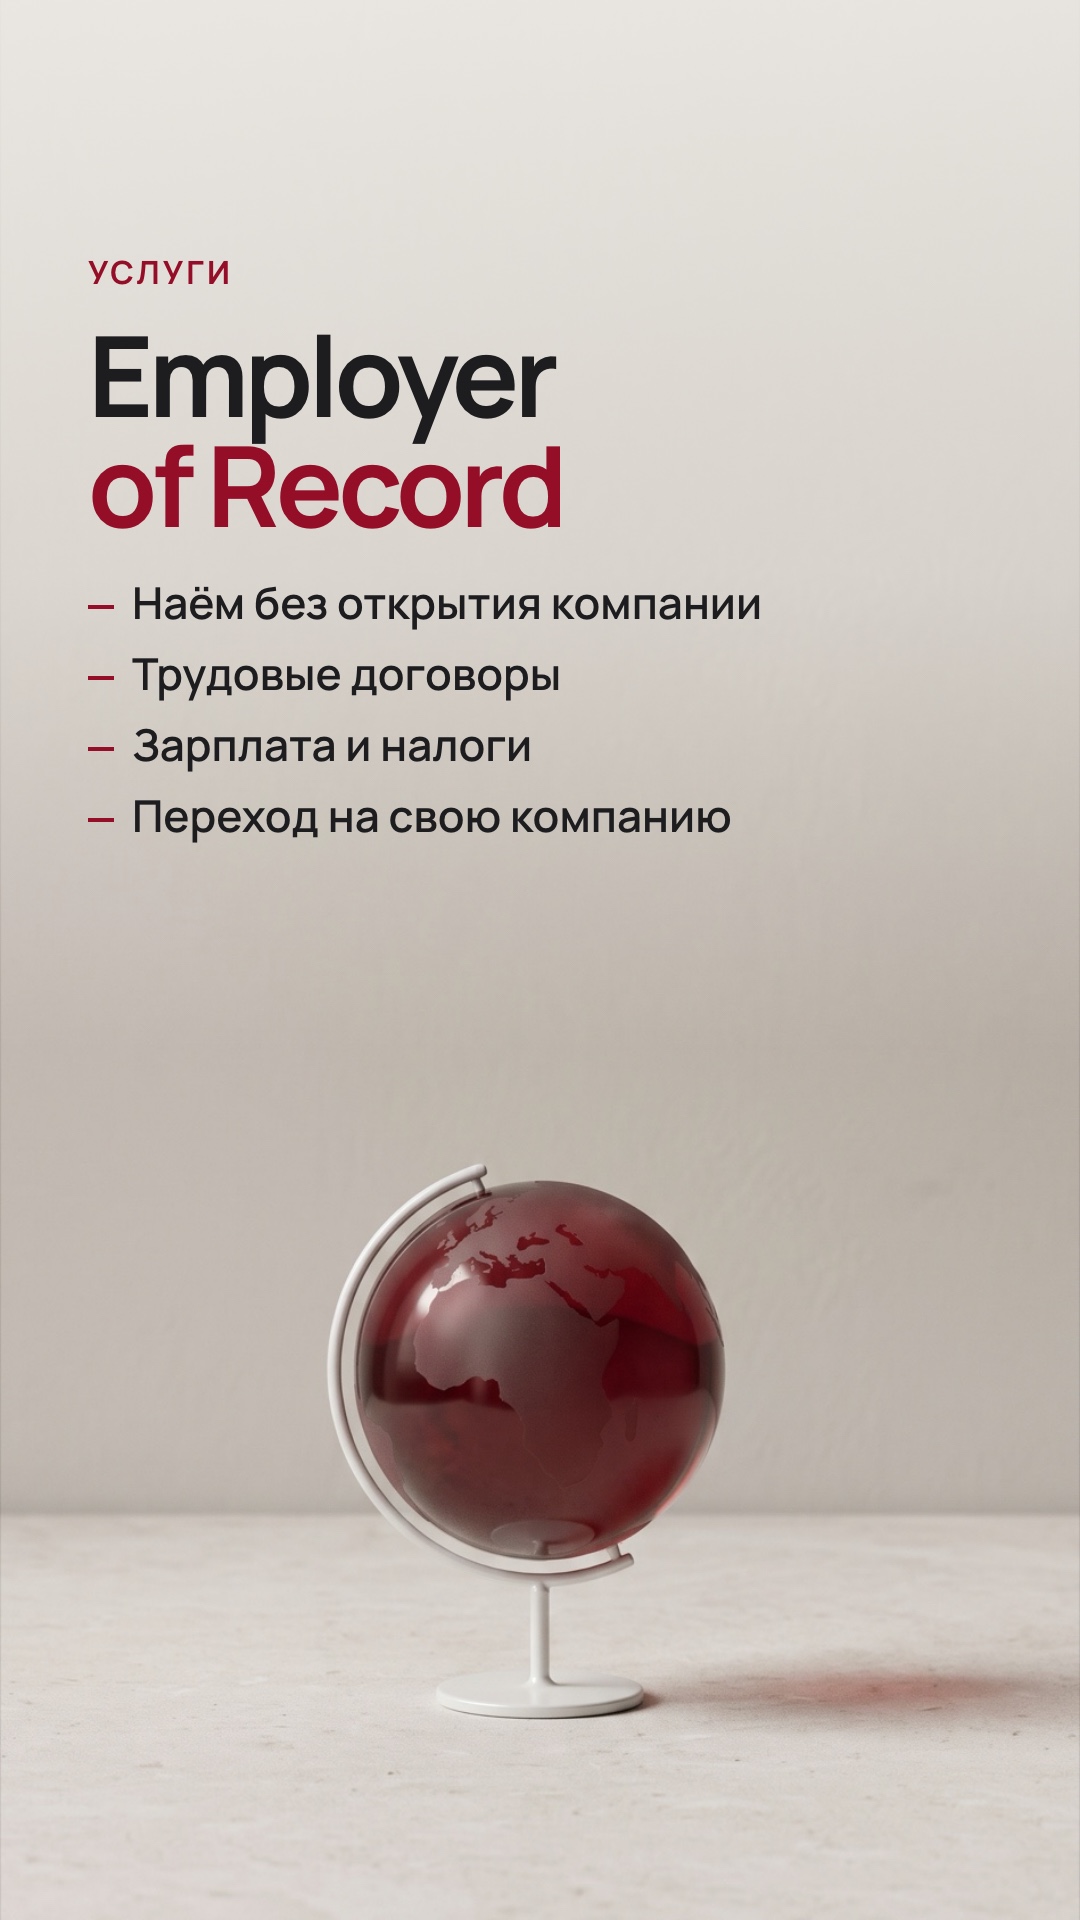 УСЛУГИ
Employer
of Record
— Наём без открытия компании
— Трудовые договоры
— Зарплата и налоги
— Переход на свою компанию